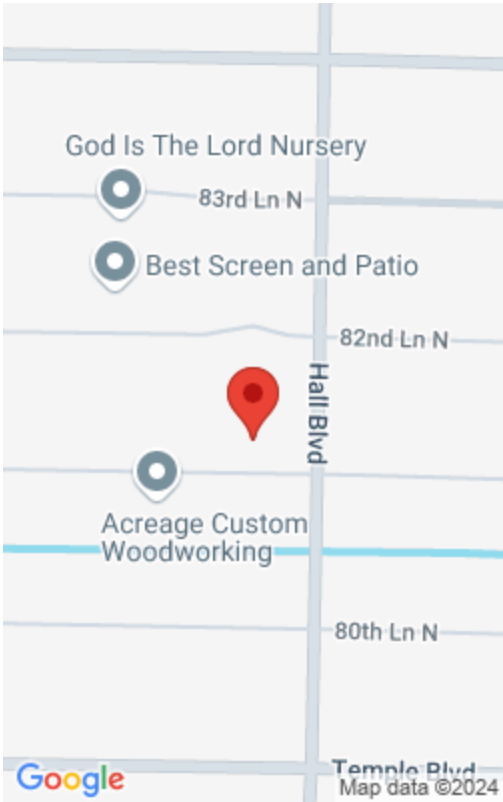 God Is The Lord Nursery
83rd Ln N
Best Screen and Patio
82nd Ln N
Hall Blvd
Acreage Custom
Woodworking
80th Ln N
Temple Blvd
Google
Map data ©2024